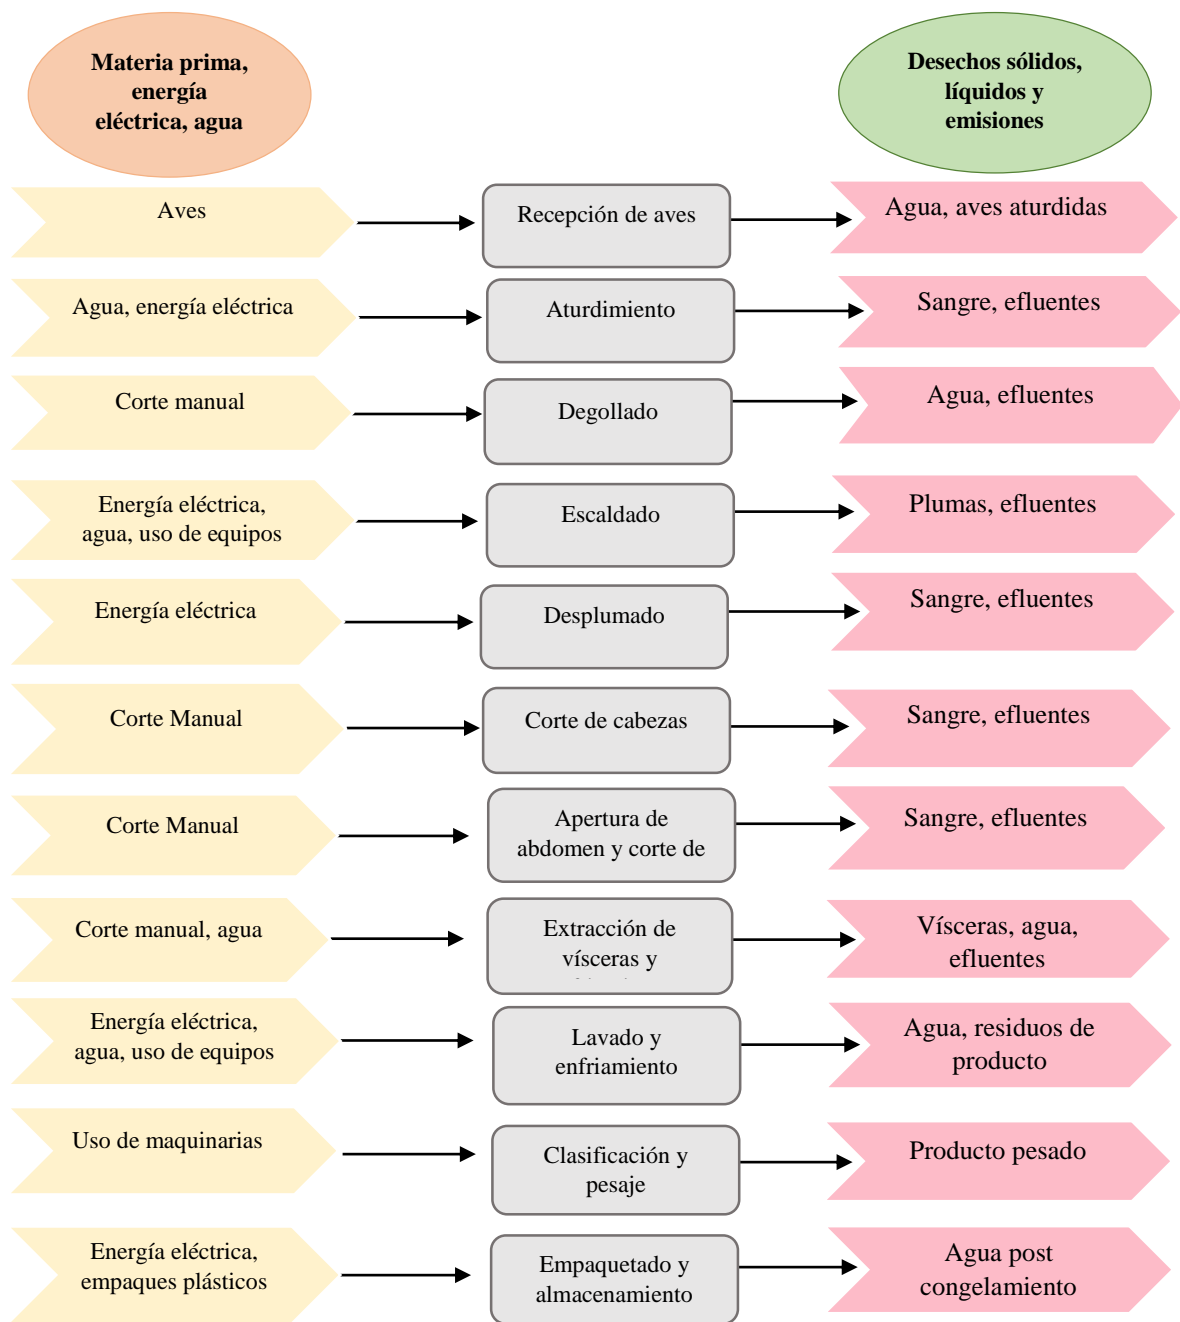 Materia prima,
energía
eléctrica, agua
Desechos sólidos,
líquidos y
emisiones
Aves
Recepción de aves
Agua, aves aturdidas
Agua, energía eléctrica
Aturdimiento
Sangre, efluentes
Corte manual
Degollado
Agua, efluentes
Energía eléctrica,
agua, uso de equipos
Escaldado
Plumas, efluentes
Energía eléctrica
Desplumado
Sangre, efluentes
Corte Manual
Corte de cabezas
Sangre, efluentes
Corte Manual
Apertura de
abdomen y corte de
Sangre, efluentes
Corte manual, agua
Extracción de
vísceras y
Vísceras, agua,
efluentes
Energía eléctrica,
agua, uso de equipos
Lavado y
enfriamiento
Agua, residuos de
producto
Uso de maquinarias
Clasificación y
pesaje
Producto pesado
Energía eléctrica,
empaques plásticos
Empaquetado y
almacenamiento
Agua post
congelamiento